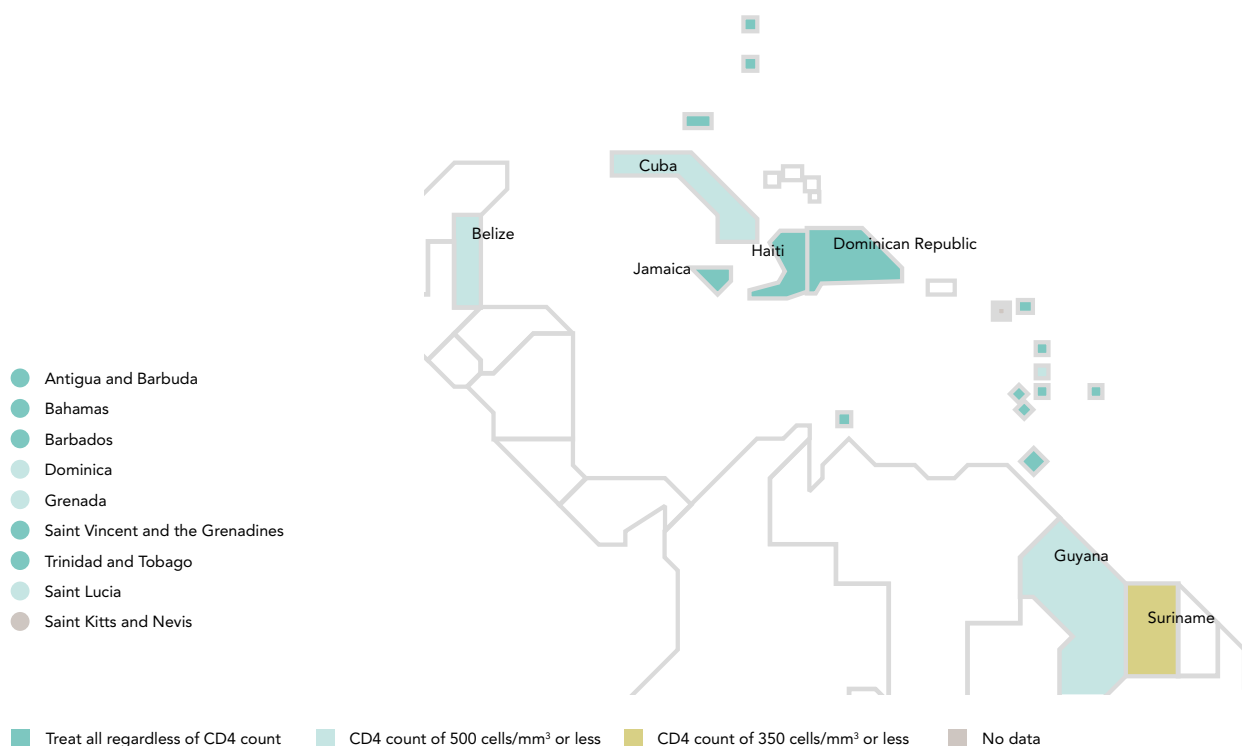 Cuba
Belize
Haiti
Dominican Republic
Jamaica
Antigua and Barbuda
Bahamas
Barbados
Dominica
Grenada
Saint Vincent and the Grenadines
Trinidad and Tobago
Saint Lucia
Saint Kitts and Nevis
Guyana
Suriname
Treat all regardless of CD4 count
CD4 count of 500 cells/mm³ or less
CD4 count of 350 cells/mm³ or less
No data